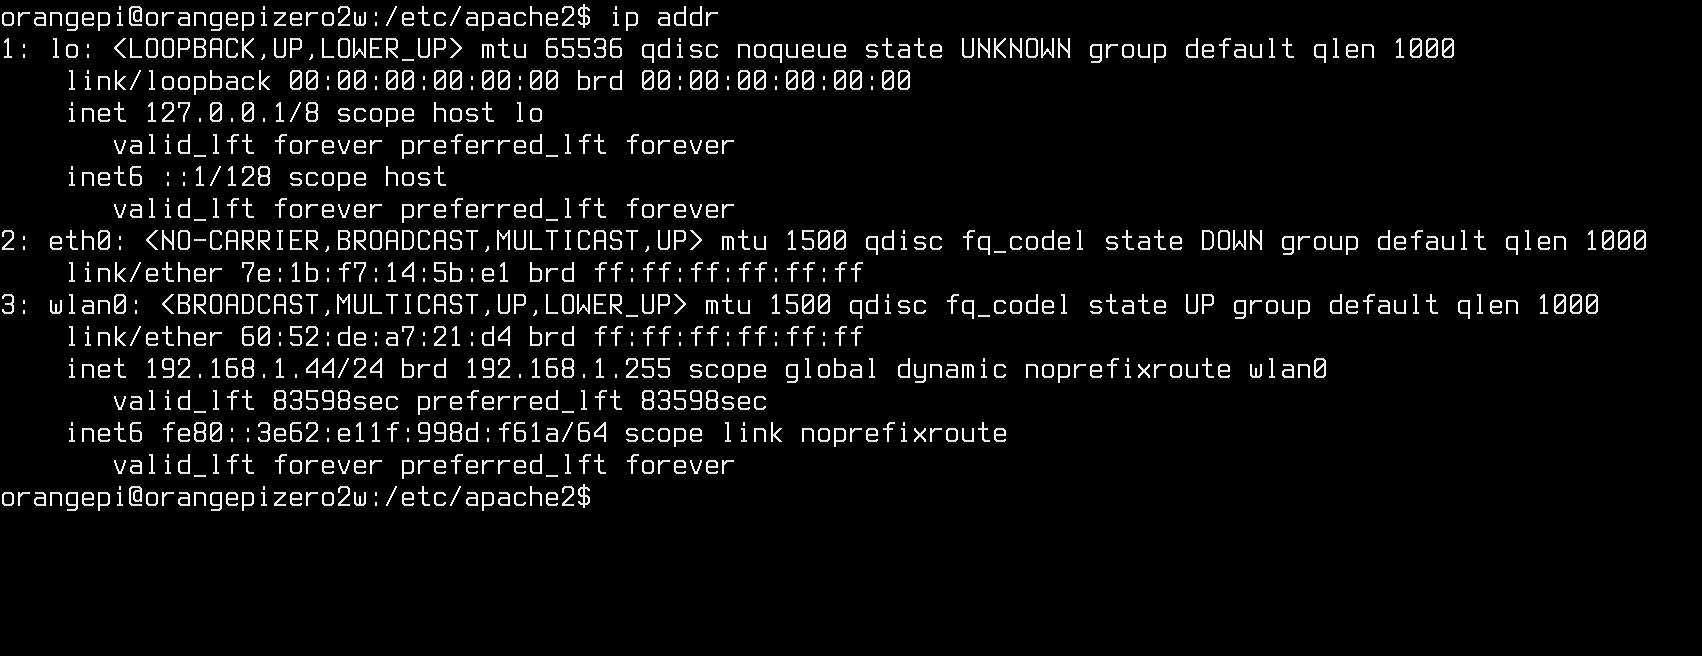 orangepi@orangepizero2w:/etc/apache2$ ip addr
1: lo: <LOOPBACK,UP,LOWER_UP> mtu 65536 qdisc noqueue state UNKNOWN group default qlen 1000
    link/loopback 00:00:00:00:00:00 brd 00:00:00:00:00:00
    inet 127.0.0.1/8 scope host lo
       valid_lft forever preferred_lft forever
    inet6 ::1/128 scope host
       valid_lft forever preferred_lft forever
2: eth0: <NO-CARRIER,BROADCAST,MULTICAST,UP> mtu 1500 qdisc fq_codel state DOWN group default qlen 1000
    link/ether 7e:1b:f7:14:5b:e1 brd ff:ff:ff:ff:ff:ff
3: wlan0: <BROADCAST,MULTICAST,UP,LOWER_UP> mtu 1500 qdisc fq_codel state UP group default qlen 1000
    link/ether 60:52:de:a7:21:d4 brd ff:ff:ff:ff:ff:ff
    inet 192.168.1.44/24 brd 192.168.1.255 scope global dynamic noprefixroute wlan0
       valid_lft 83598sec preferred_lft 83598sec
    inet6 fe80::3e62:e11f:998d:f61a/64 scope link noprefixroute
       valid_lft forever preferred_lft forever
orangepi@orangepizero2w:/etc/apache2$